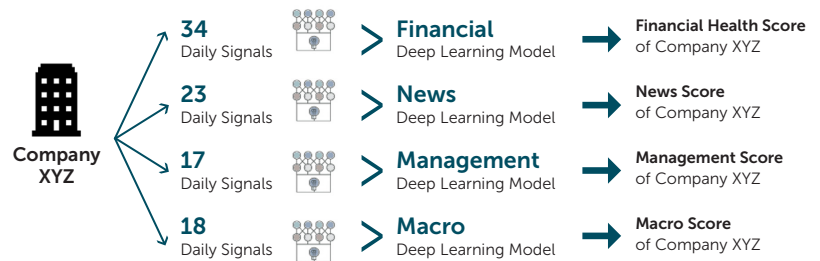 34
Daily Signals
Financial
Deep Learning Model
Financial Health Score
of Company XYZ
23
Daily Signals
News
Deep Learning Model
News Score
of Company XYZ
Company
XYZ
17
Daily Signals
Management
Deep Learning Model
Management Score
of Company XYZ
18
Daily Signals
Macro
Deep Learning Model
Macro Score
of Company XYZ